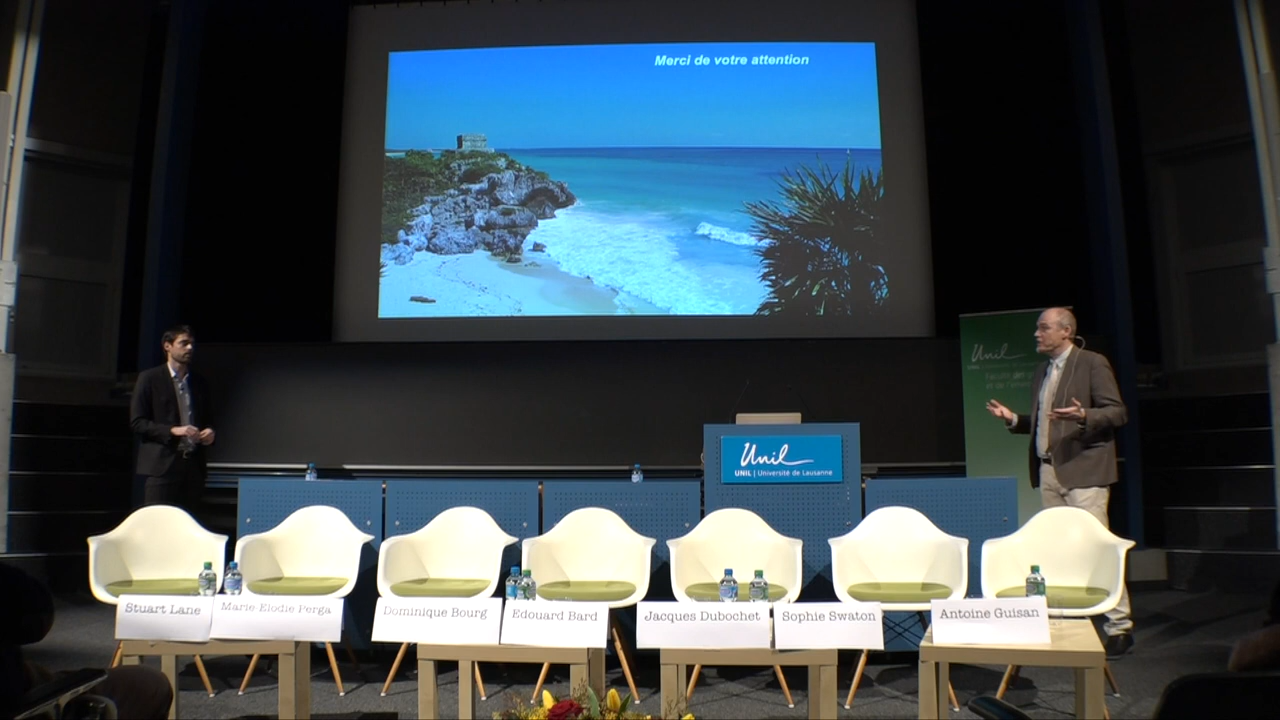 Merci de votre attention
Unil
UNIL | Université de Lausanne
Unil
Stuart Lane
Marie-Elodie Perga
Dominique Bourg
Edouard Bard
Jacques Dubochet
Sophie Swaton
Antoine Guisan